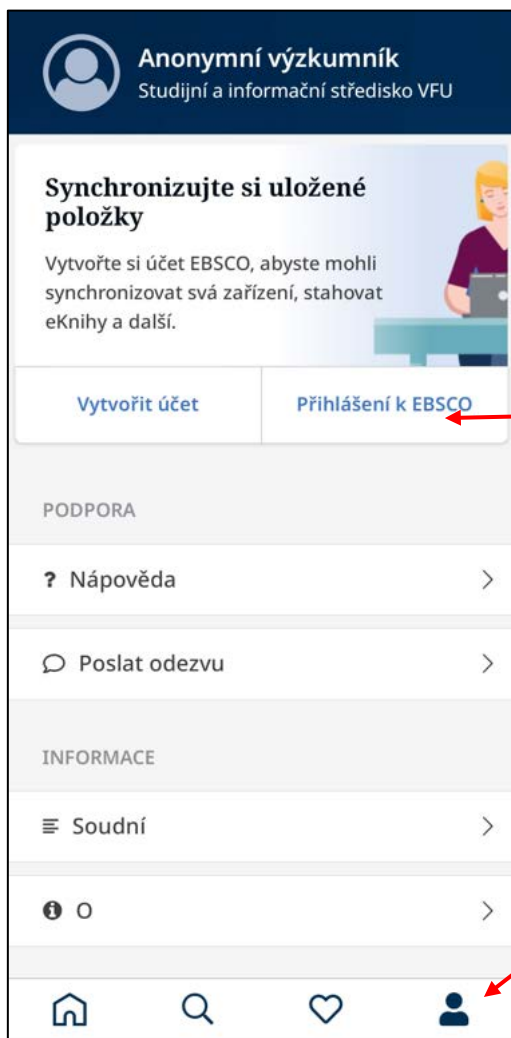 Anonymní výzkumník
Studijní a informační středisko VFU
Synchronizujte si uložené
položky
Vytvořte si účet EBSCO, abyste mohli
synchronizovat svá zařízení, stahovat
eKnihy a další.
Vytvořit účet
Přihlášení k EBSCO
PODPORA
? Nápověda
Poslat odezvu
INFORMACE
Soudní
O